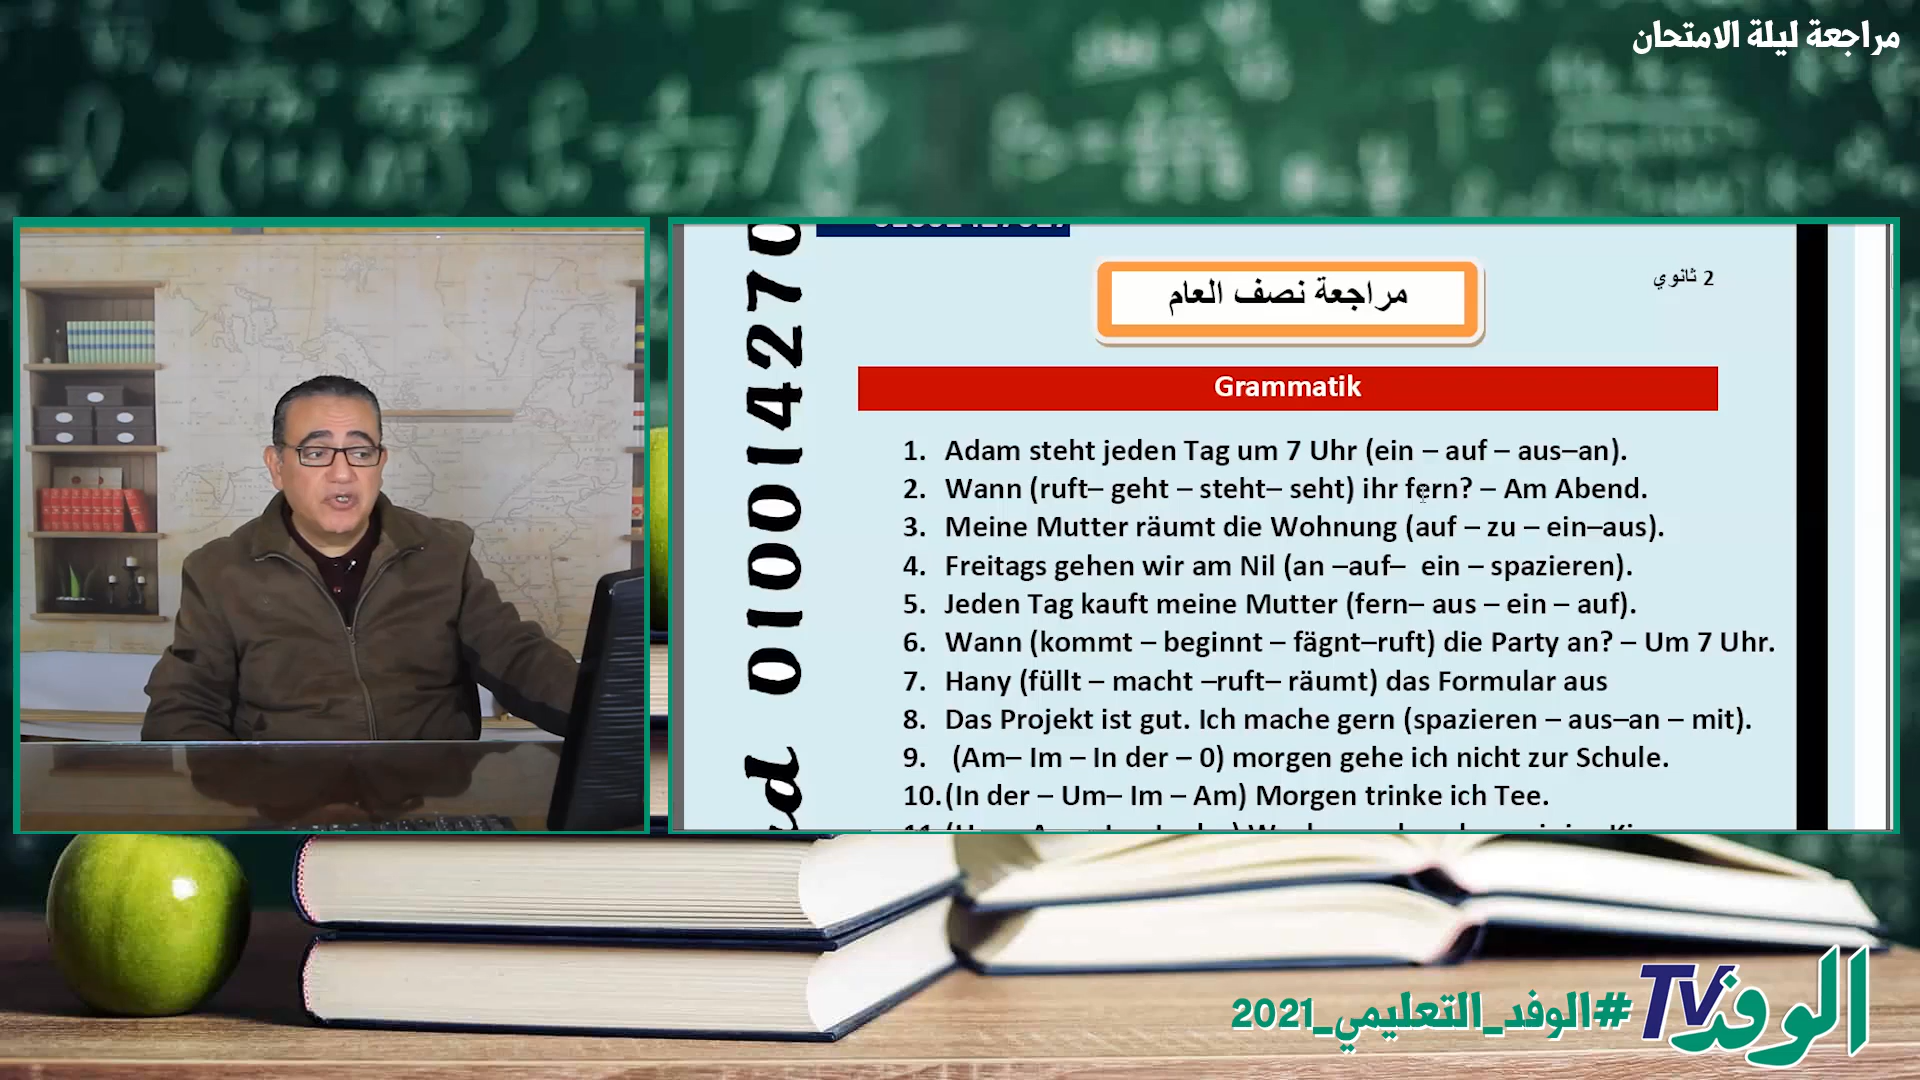 مراجعة ليلة الامتحان
2 ثانوي
مراجعة نصف العام
Grammatik
1. Adam steht jeden Tag um 7 Uhr (ein – auf – aus–an).
2. Wann (ruft– geht – steht– seht) ihr fern? – Am Abend.
3. Meine Mutter räumt die Wohnung (auf – zu – ein–aus).
4. Freitags gehen wir am Nil (an –auf– ein – spazieren).
5. Jeden Tag kauft meine Mutter (fern– aus – ein – auf).
6. Wann (kommt – beginnt – fägnt–ruft) die Party an? – Um 7 Uhr.
7. Hany (füllt – macht –ruft– räumt) das Formular aus
8. Das Projekt ist gut. Ich mache gern (spazieren – aus–an – mit).
9. (Am– Im – In der – 0) morgen gehe ich nicht zur Schule.
10. (In der – Um– Im – Am) Morgen trinke ich Tee.
010014270
#الوفد_التعليمي_2021
الوفد TV